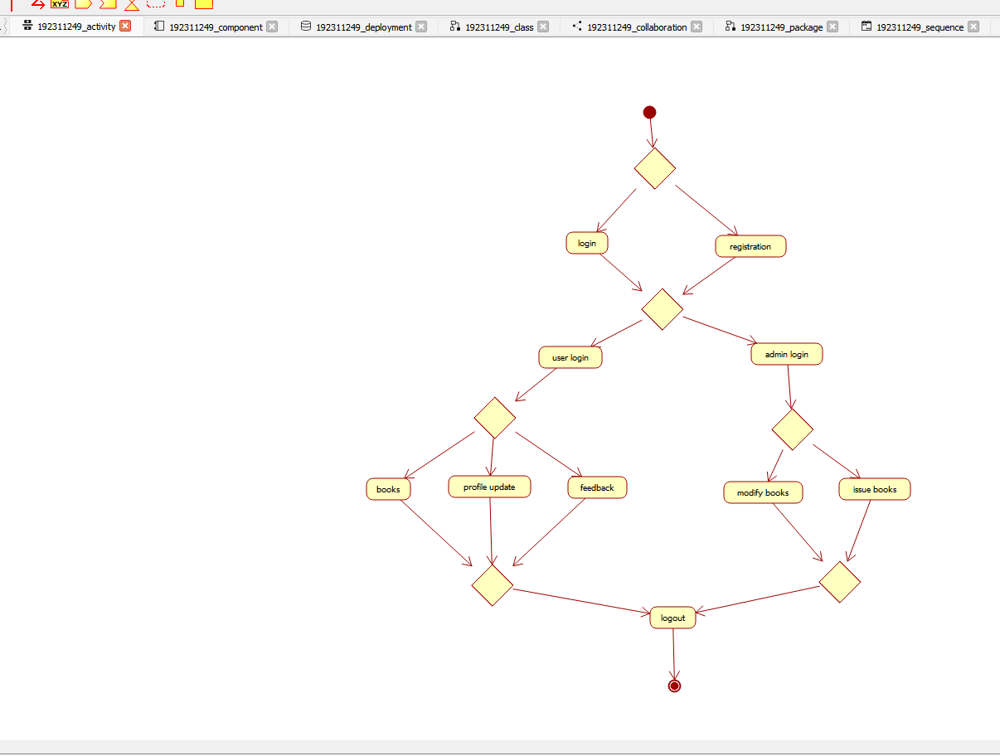 XYZ
192311249_activity
192311249_component
192311249_deployment
192311249_class
192311249_collaboration
192311249_package
192311249_sequence
login
registration
user login
admin login
books
profile update
feedback
modify books
issue books
logout